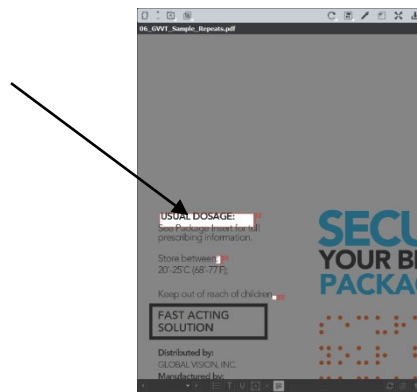 06_GVVT_Sample_Repeats.pdf
USUAL DOSAGE:
See Package Insert for full
prescribing information.
Store between
20°-25°C (68°-77°F);
Keep out of reach of children
FAST ACTING
SOLUTION
Distributed by:
GLOBAL VISION, INC.
Manufactured by:
SECU
YOUR B
PACKA